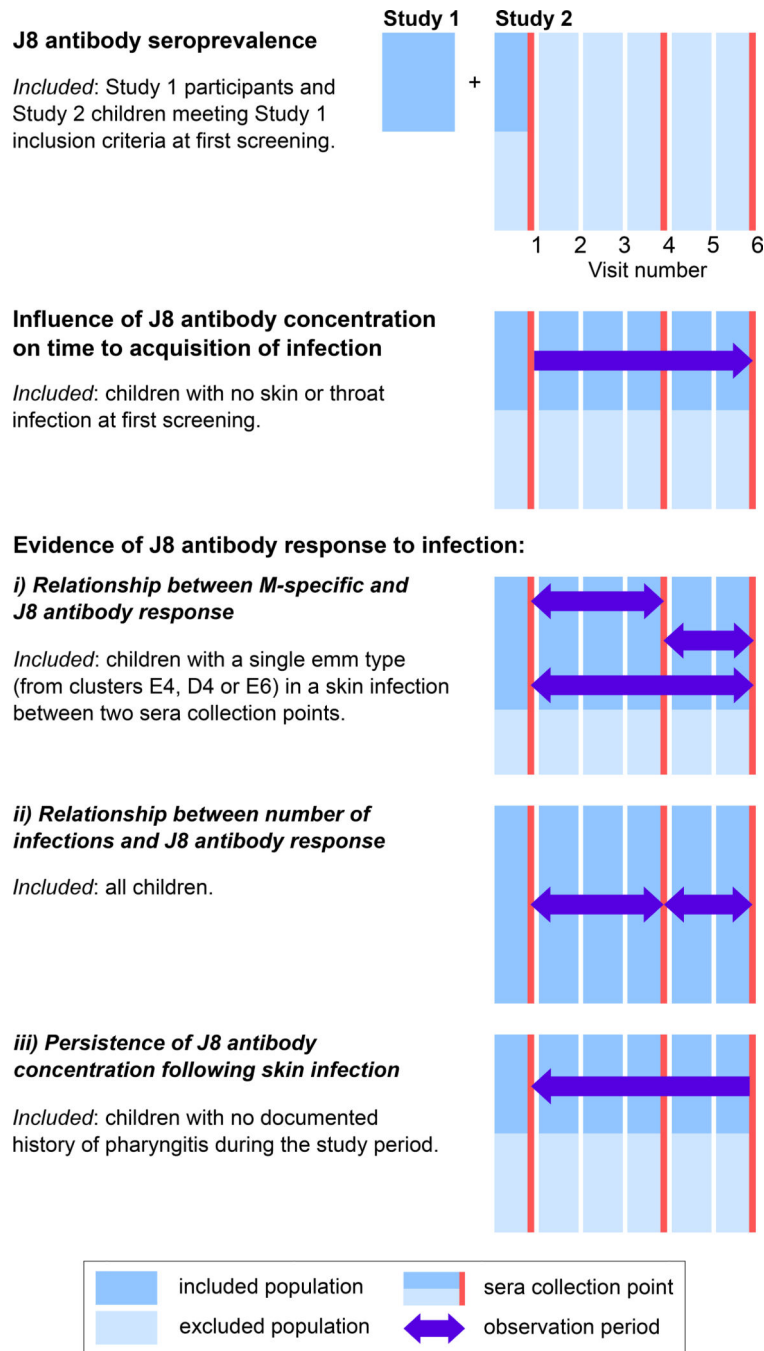 Study 1
Study 2
J8 antibody seroprevalence
Included: Study 1 participants and
Study 2 children meeting Study 1
inclusion criteria at first screening.
+
1 2 3 4 5 6
Visit number
Influence of J8 antibody concentration
on time to acquisition of infection
Included: children with no skin or throat
infection at first screening.
Evidence of J8 antibody response to infection:
i) Relationship between M-specific and
J8 antibody response
Included: children with a single emm type
(from clusters E4, D4 or E6) in a skin infection
between two sera collection points.
ii) Relationship between number of
infections and J8 antibody response
Included: all children.
iii) Persistence of J8 antibody
concentration following skin infection
Included: children with no documented
history of pharyngitis during the study period.
included population
sera collection point
excluded population
observation period